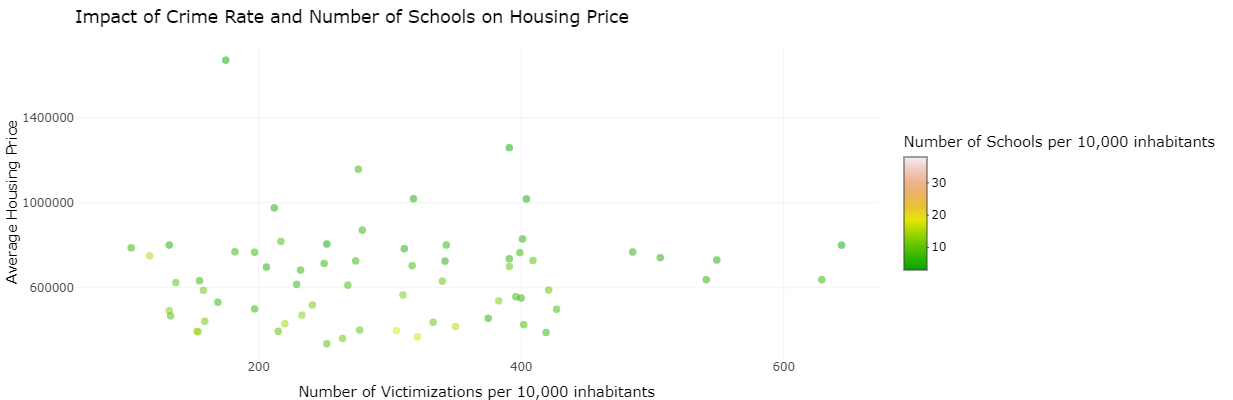 Impact of Crime Rate and Number of Schools on Housing Price
Average Housing Price
1400000
1000000
600000
200
400
600
Number of Victimizations per 10,000 inhabitants
Number of Schools per 10,000 inhabitants
30
20
10